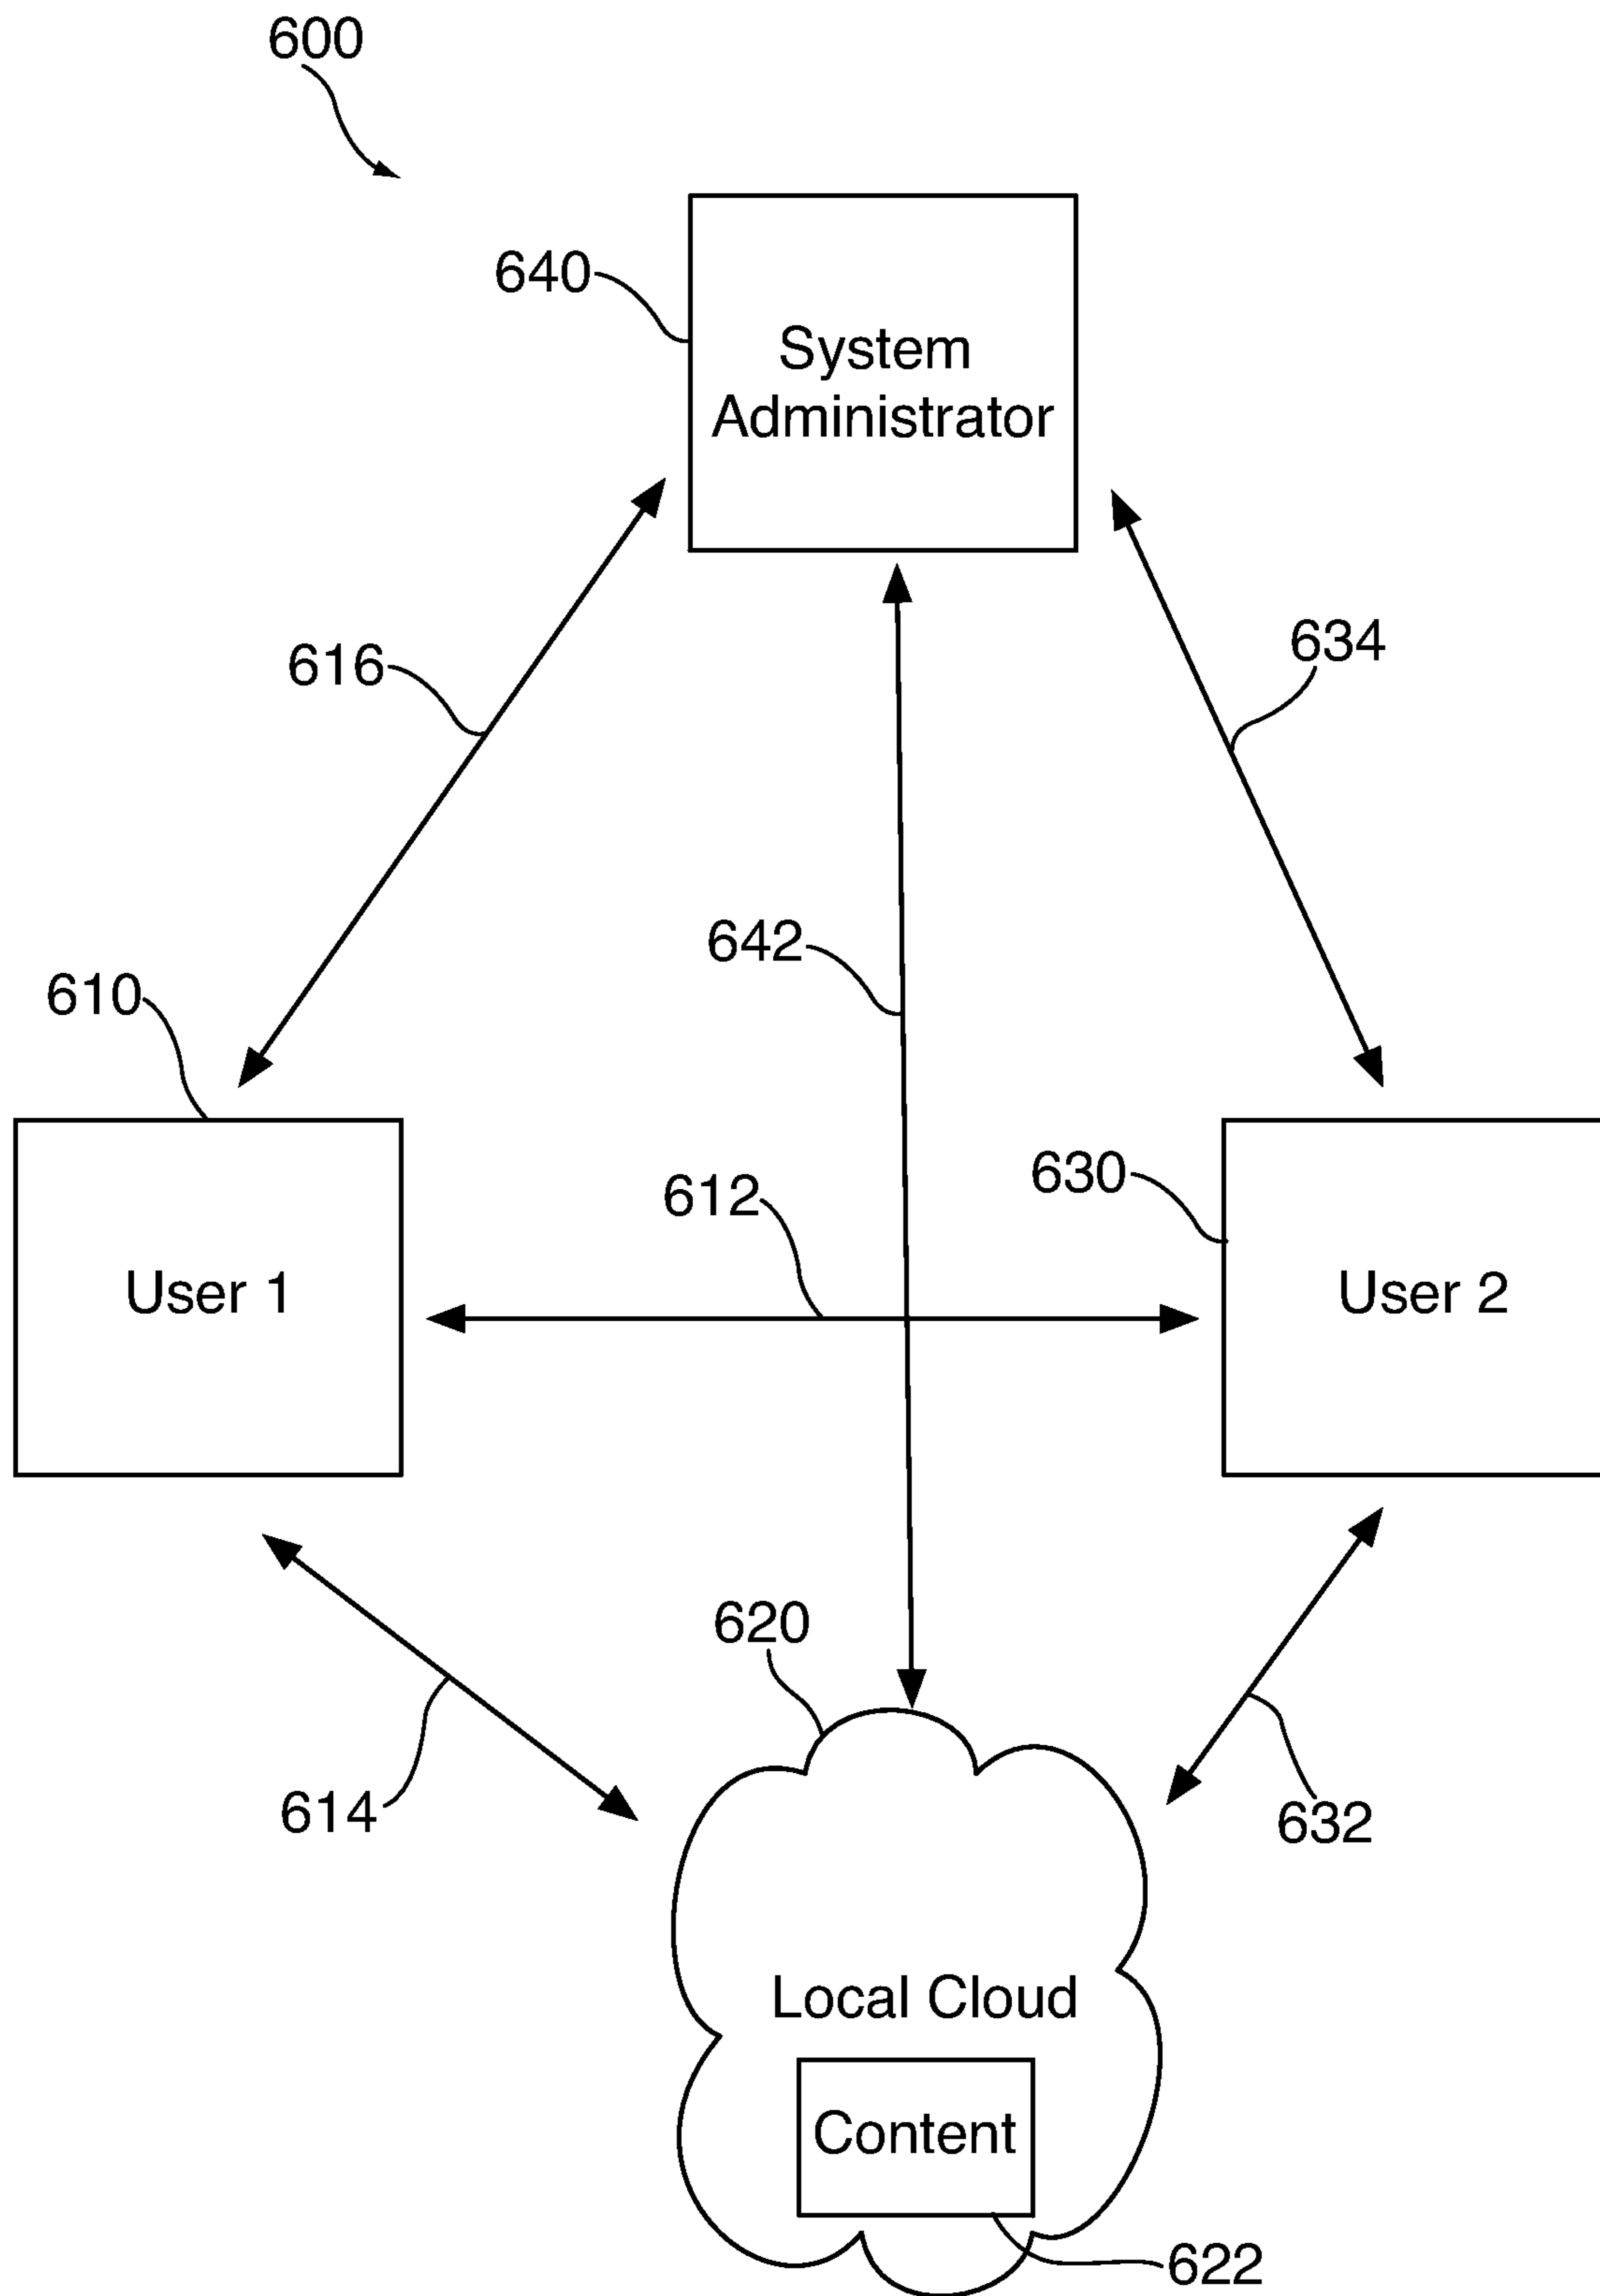 600
640
System
Administrator
616
634
642
610
630
612
User 1
User 2
620
614
632
Local Cloud
Content
622